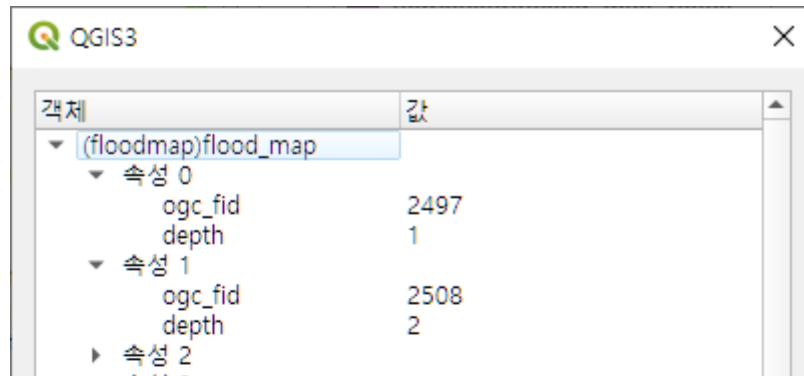 QGIS3
객체 값
(floodmap)flood_map
속성 0
ogc_fid 2497
depth 1
속성 1
ogc_fid 2508
depth 2
속성 2